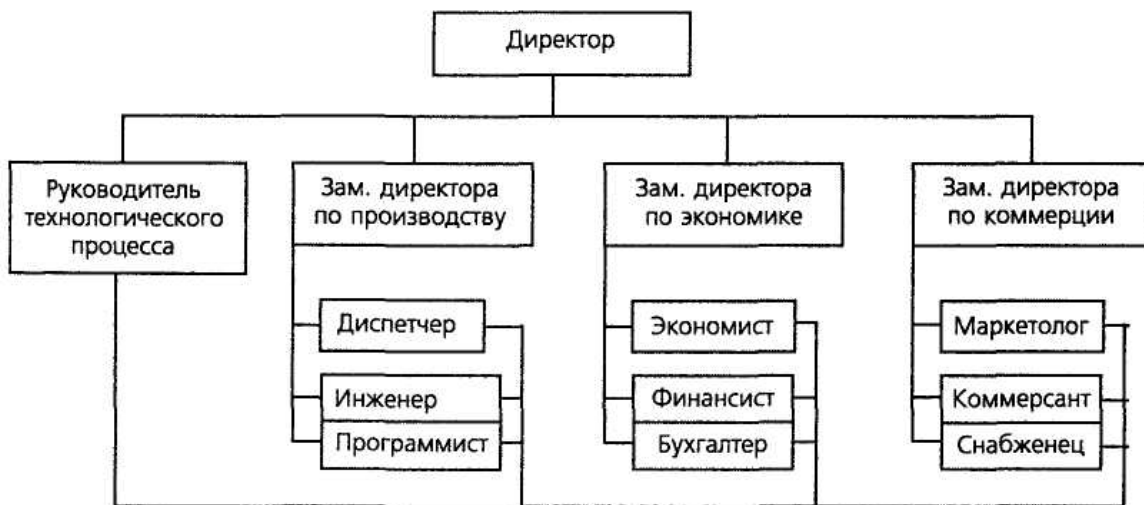 Директор
Руководитель
технологического
процесса
Зам. директора
по производству
Зам. директора
по экономике
Зам. директора
по коммерции
Диспетчер
Экономист
Маркетолог
Инженер
Финансист
Коммерсант
Программист
Бухгалтер
Снабженец